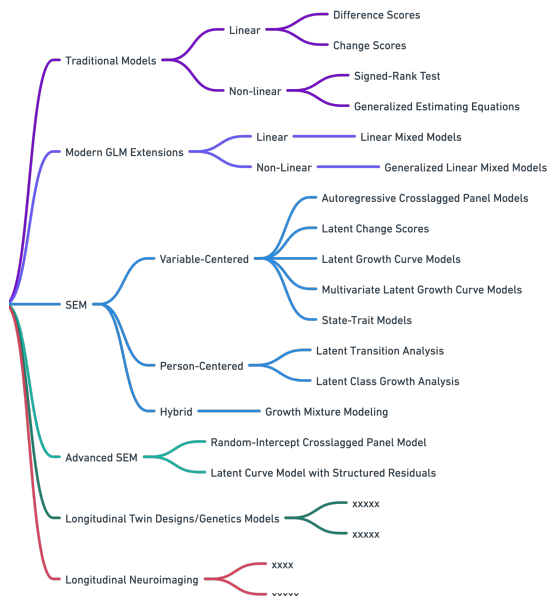 Traditional Models
Linear
Difference Scores
Change Scores
Non-linear
Signed-Rank Test
Generalized Estimating Equations
Modern GLM Extensions
Linear
Linear Mixed Models
Non-Linear
Generalized Linear Mixed Models
SEM
Variable-Centered
Autoregressive Crosslagged Panel Models
Latent Change Scores
Latent Growth Curve Models
Multivariate Latent Growth Curve Models
State-Trait Models
Person-Centered
Latent Transition Analysis
Latent Class Growth Analysis
Hybrid
Growth Mixture Modeling
Advanced SEM
Random-Intercept Crosslagged Panel Model
Latent Curve Model with Structured Residuals
Longitudinal Twin Designs/Genetics Models
xxxxx
xxxxx
Longitudinal Neuroimaging
xxxx
xxxxx